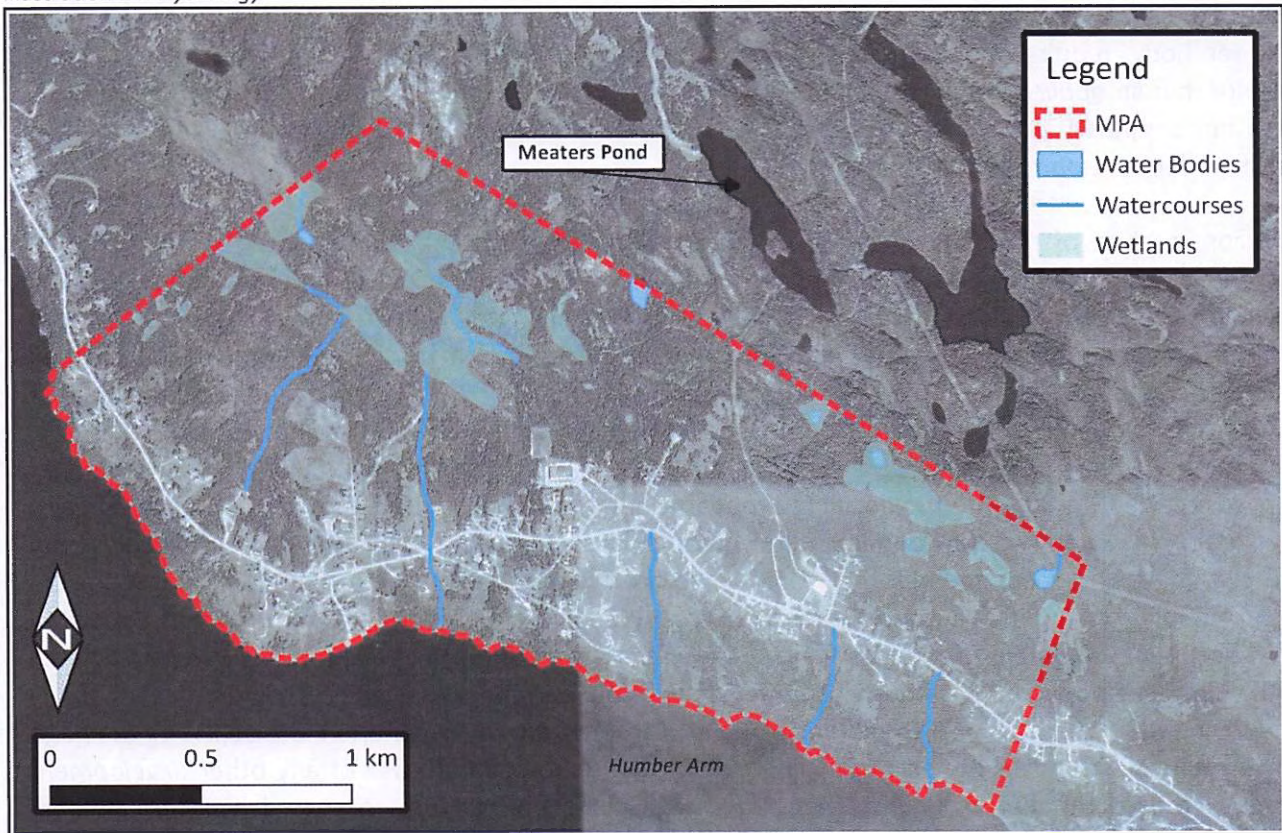 Meaters Pond
Legend
MPA
Water Bodies
Watercourses
Wetlands
N
0 0.5 1 km
Humber Arm